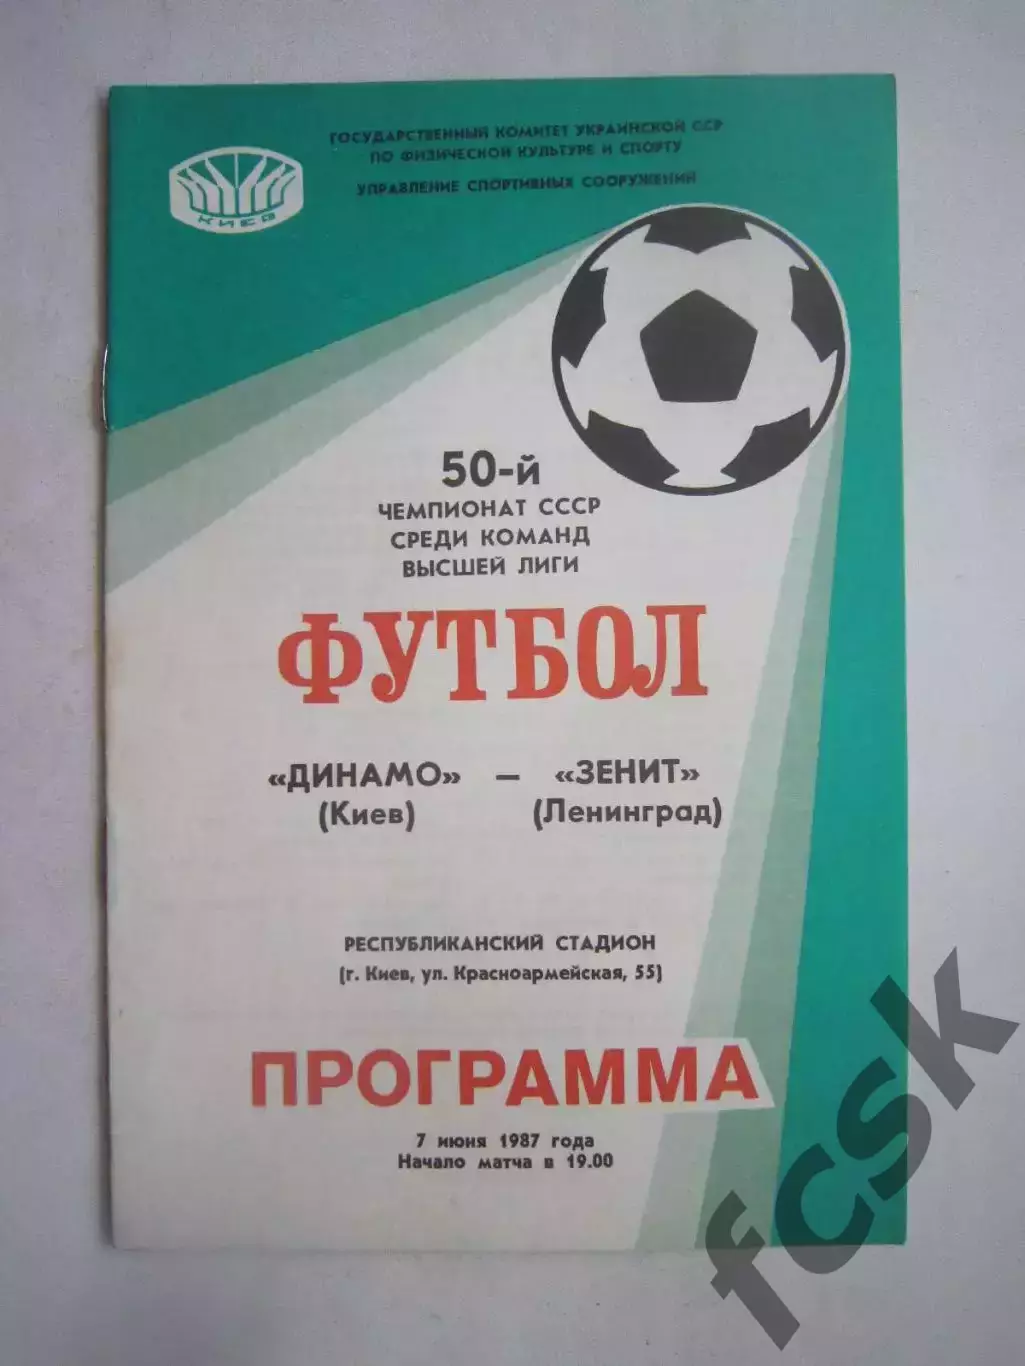 ГОСУДАРСТВЕННЫЙ КОМИТЕТ УКРАИНСКОЙ ССР
ПО ФИЗИЧЕСКОЙ КУЛЬТУРЕ И СПОРТУ
УПРАВЛЕНИЕ СПОРТИВНЫХ СООРУЖЕНИЙ
КИЕВ
50-й
ЧЕМПИОНАТ СССР
СРЕДИ КОМАНД
ВЫСШЕЙ ЛИГИ
ФУТБОЛ
«ДИНАМО» — «ЗЕНИТ»
(Киев) (Ленинград)
РЕСПУБЛИКАНСКИЙ СТАДИОН
(г. Киев, ул. Красноармейская, 55)
ПРОГРАММА
7 июня 1987 года
Начало матча в 19.00
fcsk